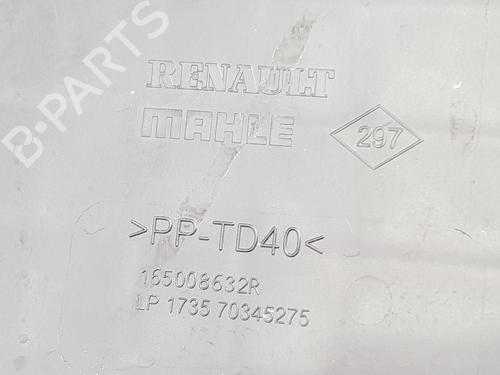 B-PARTS
RENAULT
MAHLE
297
>PP-TD40<
165008632R
LP 1735 70345275